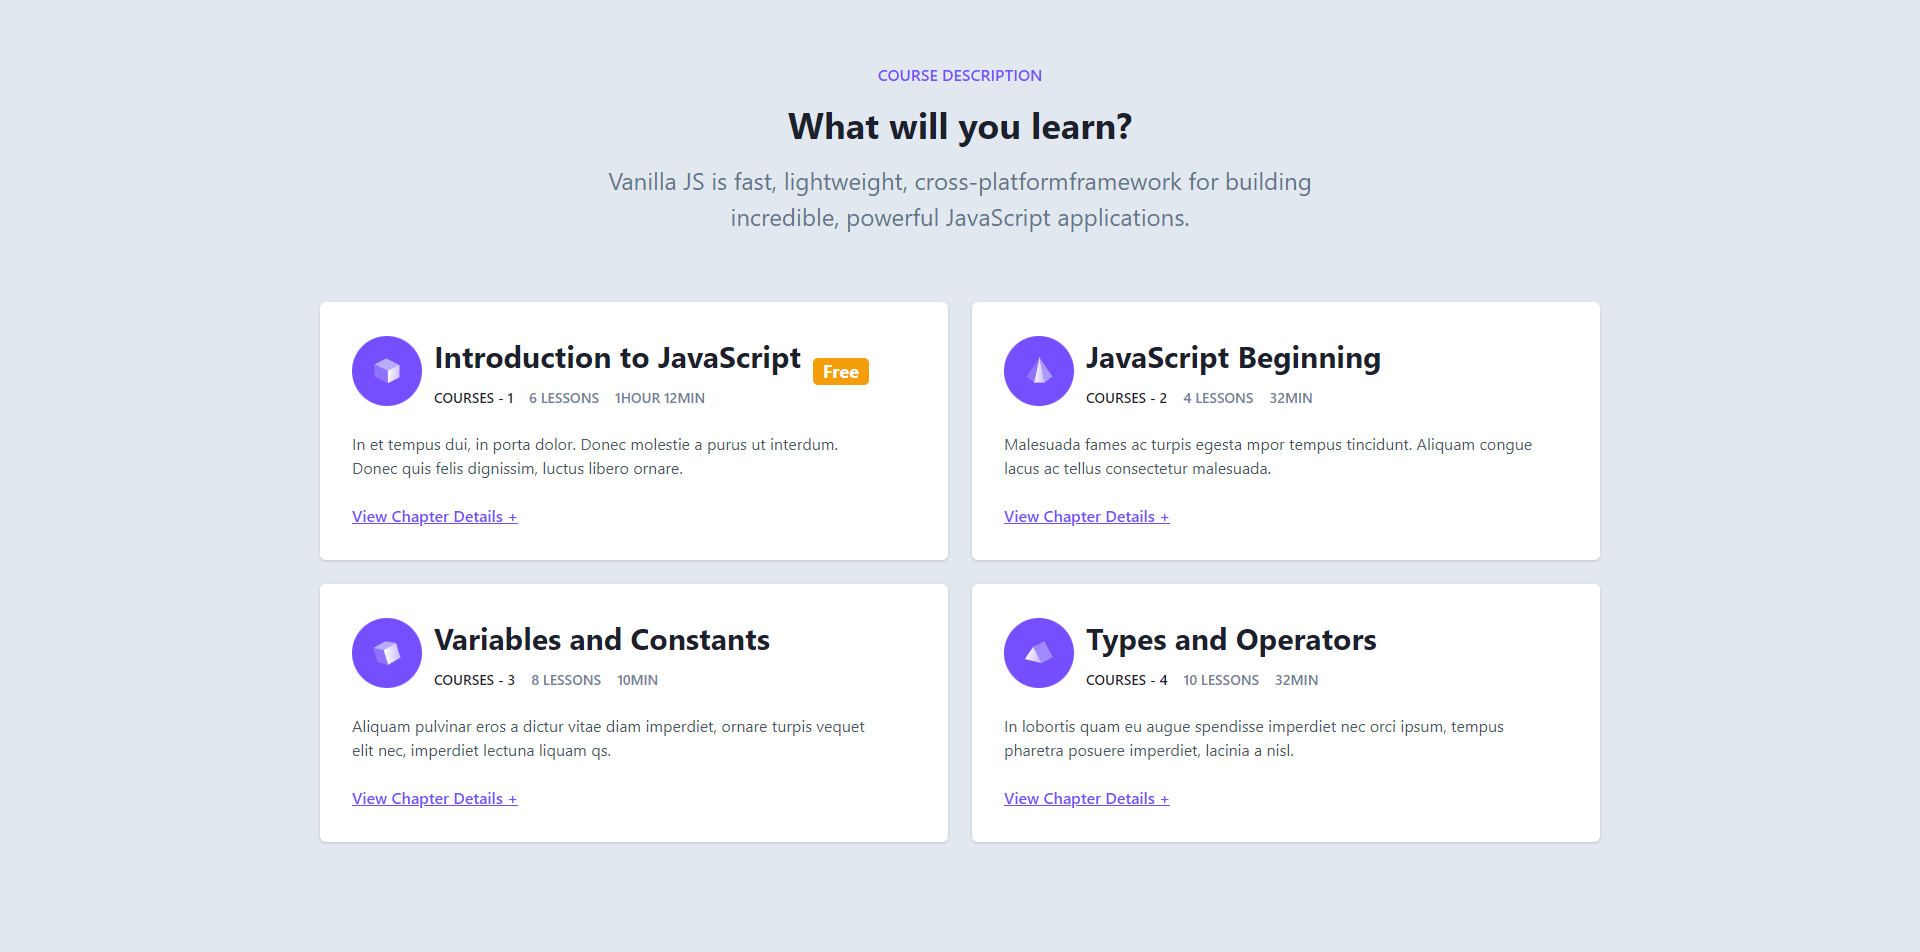 COURSE DESCRIPTION
What will you learn?
Vanilla JS is fast, lightweight, cross-platformframework for building
incredible, powerful JavaScript applications.
Introduction to JavaScript Free
COURSES - 1 6 LESSONS 1HOUR 12MIN
In et tempus dui, in porta dolor. Donec molestie a purus ut interdum.
Donec quis felis dignissim, luctus libero ornare.
View Chapter Details +
JavaScript Beginning
COURSES - 2 4 LESSONS 32MIN
Malesuada fames ac turpis egesta mpor tempus tincidunt. Aliquam congue
lacus ac tellus consectetur malesuada.
View Chapter Details +
Variables and Constants
COURSES - 3 8 LESSONS 10MIN
Aliquam pulvinar eros a dictur vitae diam imperdiet, ornare turpis vequet
elit nec, imperdiet lectuna liquam qs.
View Chapter Details +
Types and Operators
COURSES - 4 10 LESSONS 32MIN
In lobortis quam eu augue spendisse imperdiet nec orci ipsum, tempus
pharetra posuere imperdiet, lacinia a nisl.
View Chapter Details +